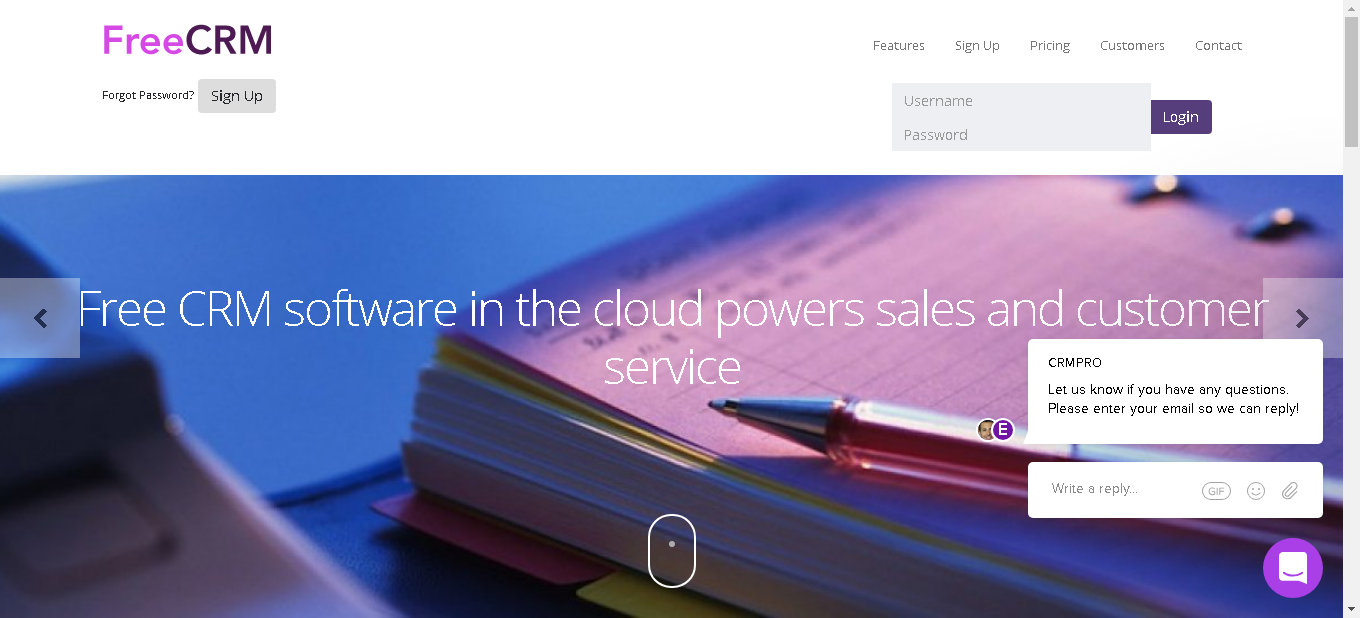 FreeCRM
Features Sign Up Pricing Customers Contact
Forgot Password? Sign Up
Username
Password
Login
Free CRM software in the cloud powers sales and customer
service
CRMPRO
Let us know if you have any questions.
Please enter your email so we can reply!
E
Write a reply...
GIF